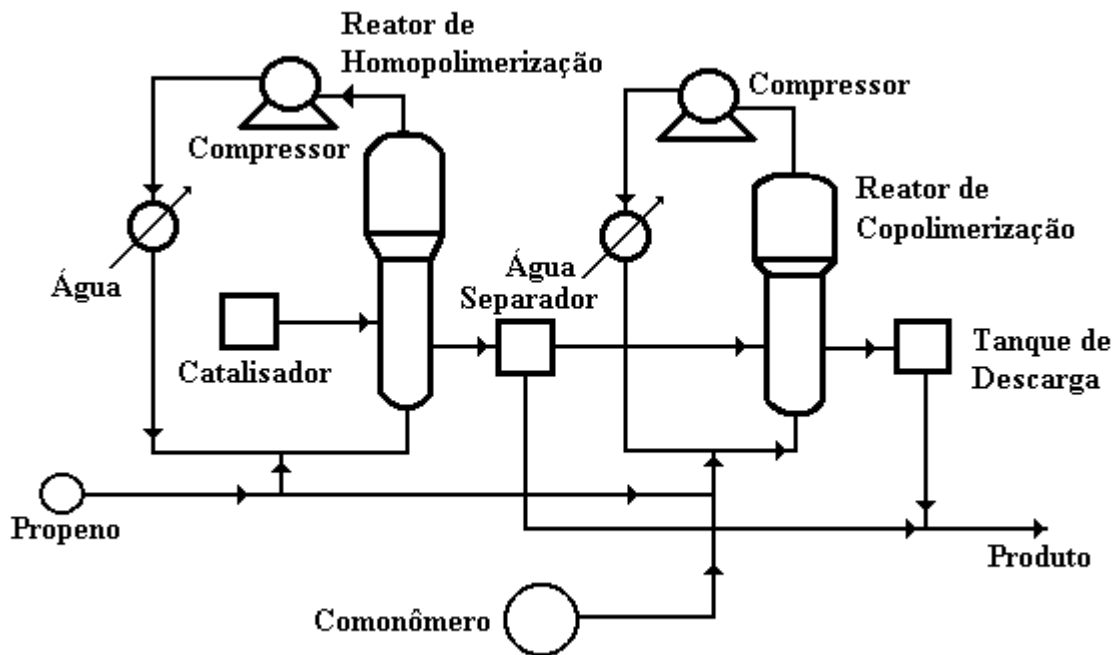 Reator de
Homopolimerização
Compressor
Compressor
Reator de
Copolimerização
Água
Água
Separador
Catalisador
Tanque de
Descarga
Propeno
Produto
Comonômero